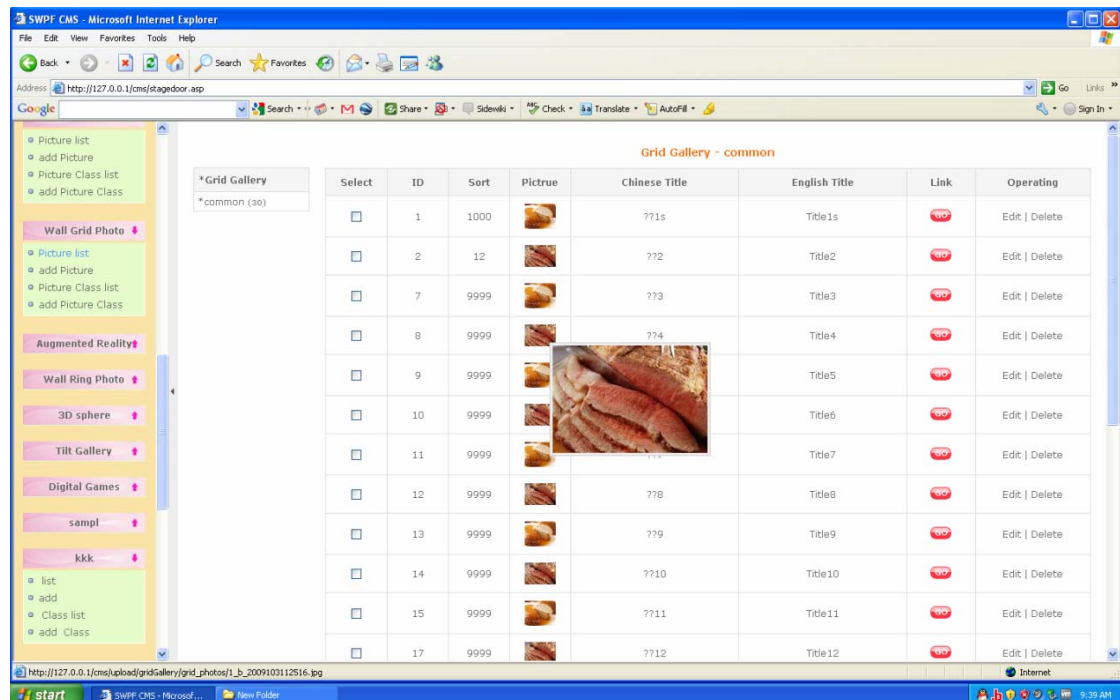 SWPF CMS - Microsoft Internet Explorer
File Edit View Favorites Tools Help
Back Search Favorites
Address http://127.0.0.1/cms/stagedoor.asp Go Links »
Google Search Share Sidewiki Check Translate AutoFill Sign In
Picture list
add Picture
Picture Class list
add Picture Class
Wall Grid Photo
Picture list
add Picture
Picture Class list
add Picture Class
Augmented Reality
Wall Ring Photo
3D sphere
Tilt Gallery
Digital Games
sampl
kkk
list
add
Class list
add Class
*Grid Gallery
*common (30)
Grid Gallery - common
Select ID Sort Pictrue Chinese Title English Title Link Operating
1 1000 ??1s Title1s GO Edit | Delete
2 12 ??2 Title2 GO Edit | Delete
7 9999 ??3 Title3 GO Edit | Delete
8 9999 ??4 Title4 GO Edit | Delete
9 9999 Title5 GO Edit | Delete
10 9999 Title6 GO Edit | Delete
11 9999 Title7 GO Edit | Delete
12 9999 ??8 Title8 GO Edit | Delete
13 9999 ??9 Title9 GO Edit | Delete
14 9999 ??10 Title10 GO Edit | Delete
15 9999 ??11 Title11 GO Edit | Delete
17 9999 ??12 Title12 GO Edit | Delete
http://127.0.0.1/cms/upload/gridGallery/grid_photos/1_b_2009103112516.jpg Internet
start SWPF CMS - Microsof... New Folder 9:39 AM